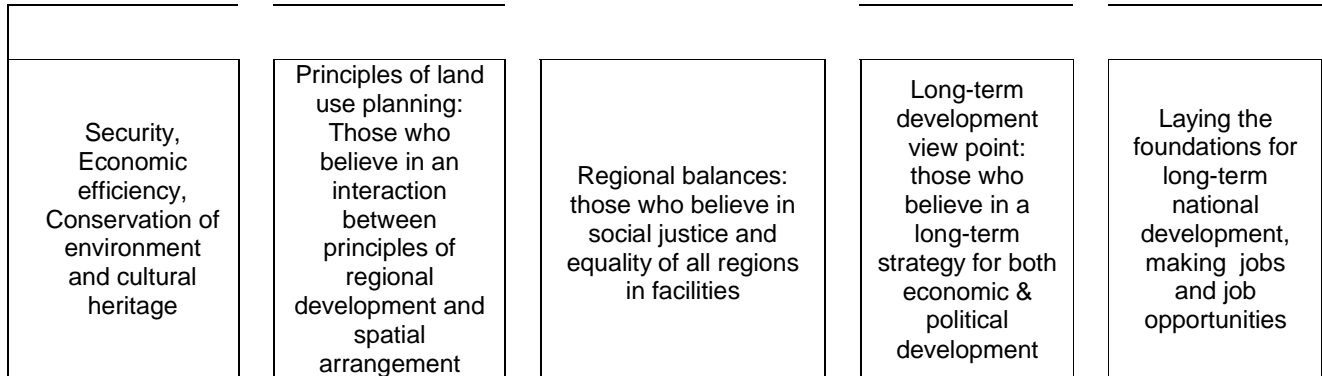 Security,
Economic
efficiency,
Conservation of
environment
and cultural
heritage
Principles of land
use planning:
Those who
believe in an
interaction
between
principles of
regional
development and
spatial
arrangement
Regional balances:
those who believe in
social justice and
equality of all regions
in facilities
Long-term
development
view point:
those who
believe in a
long-term
strategy for both
economic &
political
development
Laying the
foundations for
long-term
national
development,
making jobs
and job
opportunities